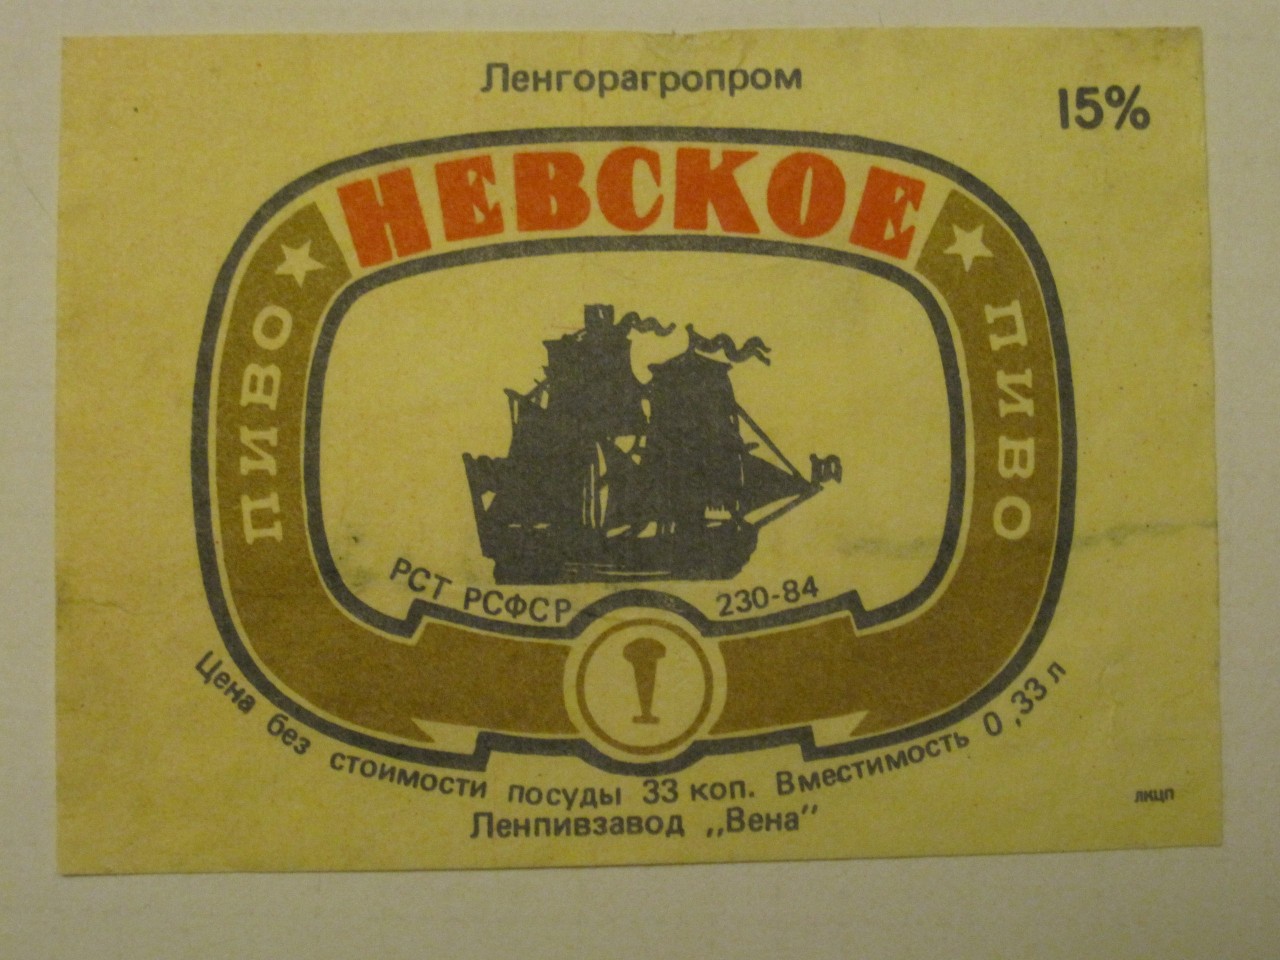 Ленгорагропром
15%
НЕВСКОЕ
ПИВО
ПИВО
РСТ РСФСР 230-84
Цена без стоимости посуды 33 коп. Вместимость 0,33 л
Ленпивзавод „Вена”
ЛКЦП